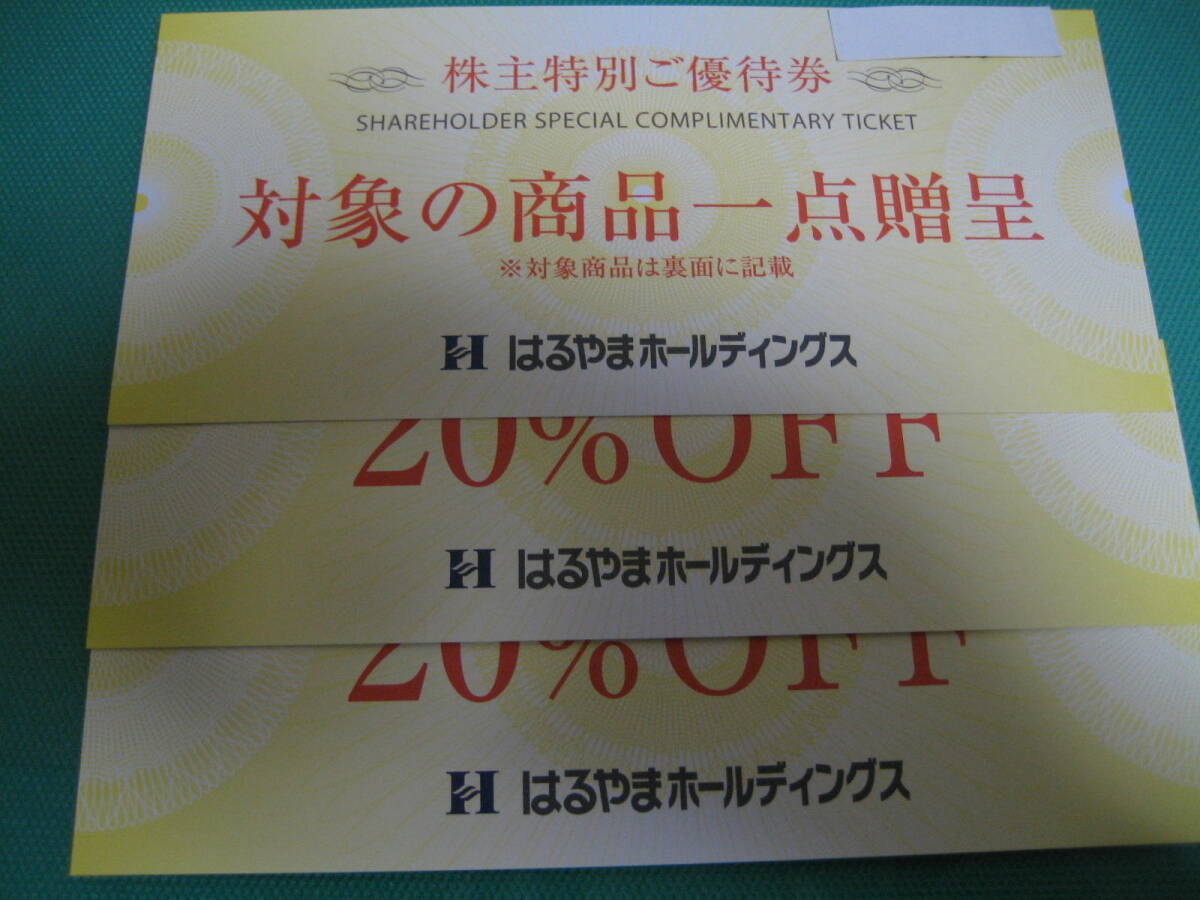 株主特別ご優待券
SHAREHOLDER SPECIAL COMPLIMENTARY TICKET
対象の商品一点贈呈
※対象商品は裏面に記載
はるやまホールディングス
20%OFF
はるやまホールディングス
20%OFF
はるやまホールディングス